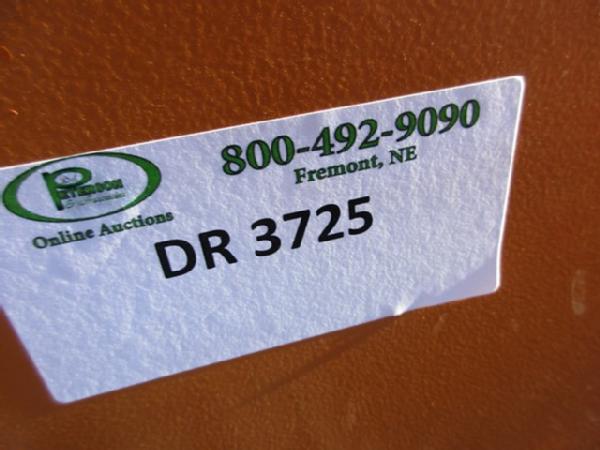 800-492-9090
Fremont, NE
Online Auctions
DR 3725